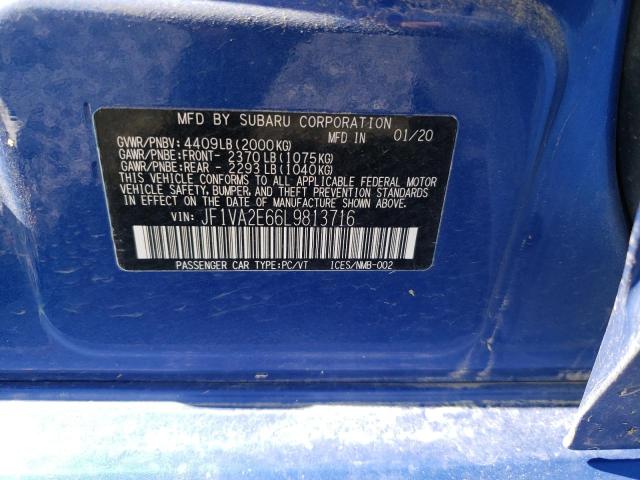 MFD BY SUBARU CORPORATION
MFD IN 01/20
GVWR/PNBV: 4409LB(2000KG)
GAWR/PNBE:FRONT- 2370LB(1075KG)
GAWR/PNBE:REAR - 2293LB(1040KG)
THIS VEHICLE CONFORMS TO ALL APPLICABLE FEDERAL MOTOR
VEHICLE SAFETY, BUMPER, AND THEFT PREVENTION STANDARDS
IN EFFECT ON THE DATE OF MANUFACTURE SHOWN ABOVE.
VIN: JF1VA2E66L9813716
PASSENGER CAR TYPE:PC/VT 1CES/NMB-002